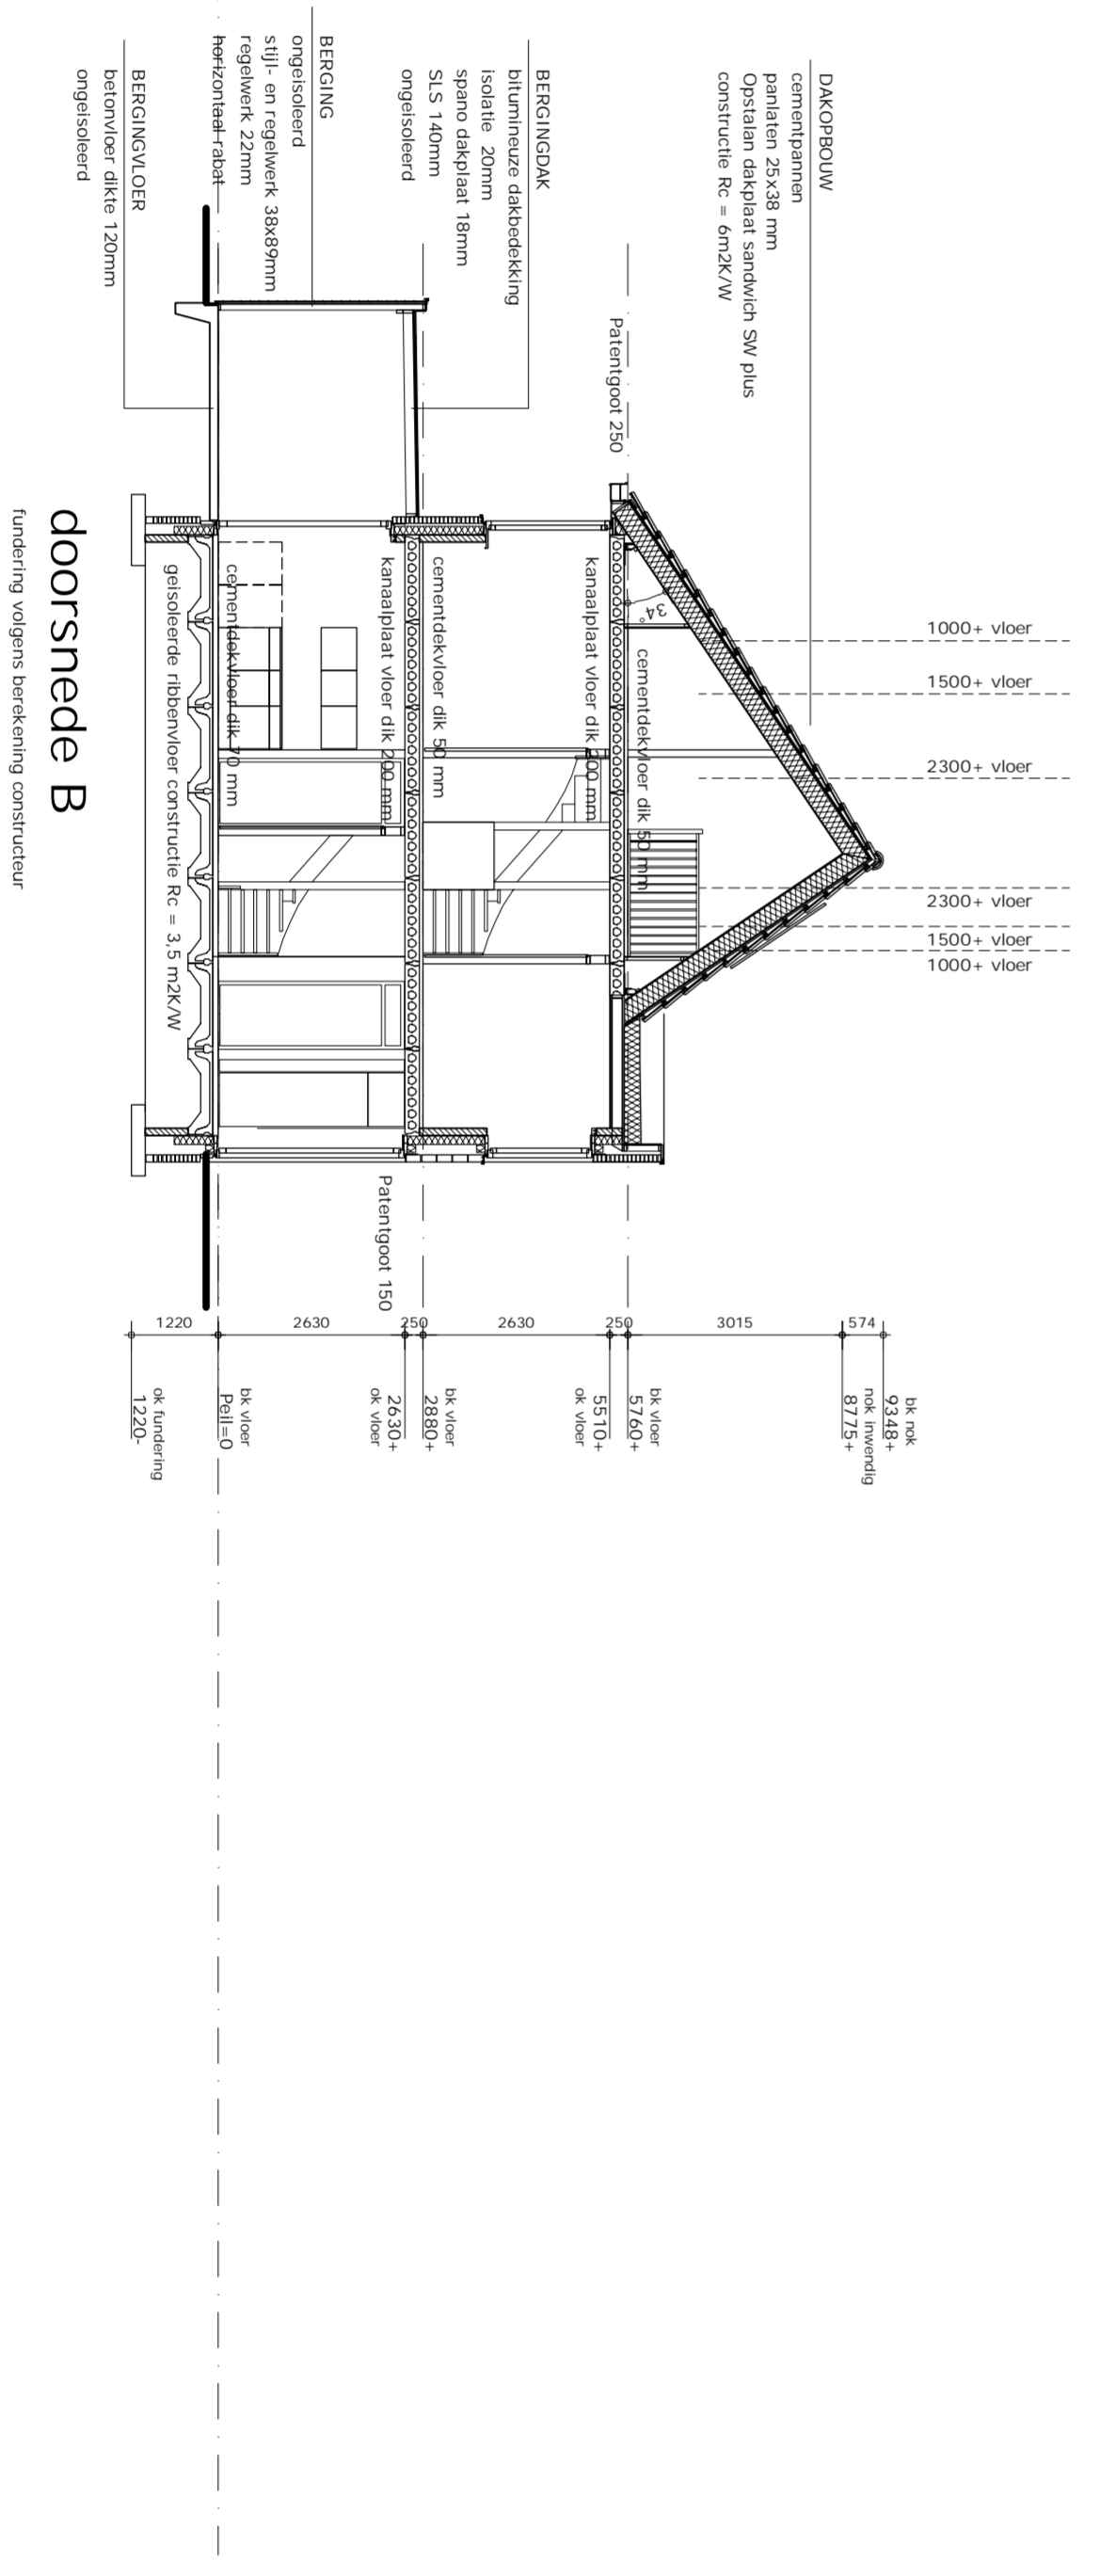 DAKOPBOUW
cementpannen
panlaten 25x38 mm
Opstalan dakplaat sandwich SW plus
constructie Rc = 6m2K/W
Patentgoot 250
BERGINGDAK
bitumineuze dakbedekking
isolatie 20mm
spano dakplaat 18mm
SLS 140mm
ongeisoleerd
BERGING
ongeisoleerd
stijl- en regelwerk 38x89mm
regelwerk 22mm
horizontaal rabat
BERGINGVLOER
betonvloer dikte 120mm
ongeisoleerd
1000+ vloer
1500+ vloer
2300+ vloer
2300+ vloer
1500+ vloer
1000+ vloer
34°
cementdekvloer dik 50 mm
kanaalplaat vloer dik 200 mm
cementdekvloer dik 50 mm
kanaalplaat vloer dik 200 mm
cementdekvloer dik 70 mm
geisoleerde ribbenvloer constructie Rc = 3,5 m2K/W
Patentgoot 150
574
3015
250
2630
250
2630
1220
bk nok
9348+
nok inwendig
8775+
bk vloer
5760+
5510+
ok vloer
bk vloer
2880+
2630+
ok vloer
bk vloer
Peil=0
ok fundering
1220-
doorsnede B
fundering volgens berekening constructeur